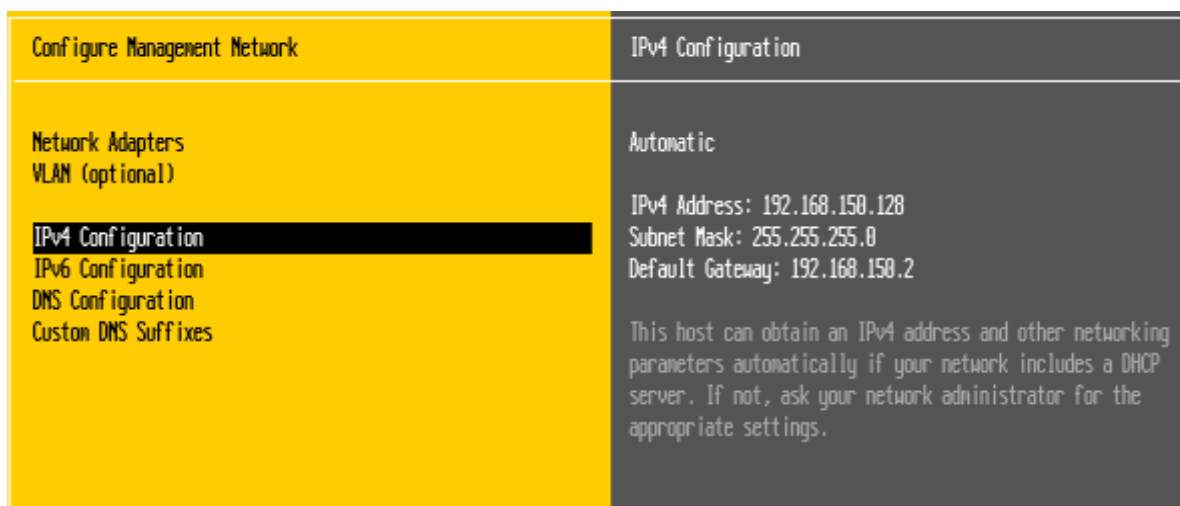 Configure Management Network
IPv4 Configuration
Network Adapters
VLAN (optional)
IPv4 Configuration
IPv6 Configuration
DNS Configuration
Custom DNS Suffixes
Automatic
IPv4 Address: 192.168.150.128
Subnet Mask: 255.255.255.0
Default Gateway: 192.168.150.2
This host can obtain an IPv4 address and other networking
parameters automatically if your network includes a DHCP
server. If not, ask your network administrator for the
appropriate settings.